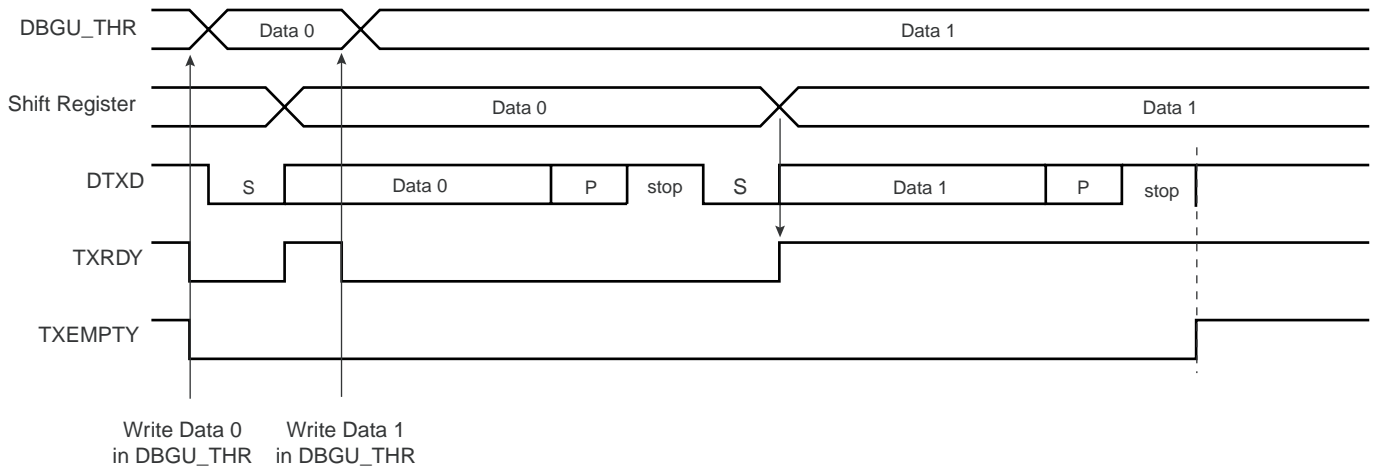 DBGU_THR
Data 0
Data 1
Shift Register
Data 0
Data 1
DTXD
S
Data 0
P
stop
S
Data 1
P
stop
TXRDY
TXEMPTY
Write Data 0
in DBGU_THR
Write Data 1
in DBGU_THR